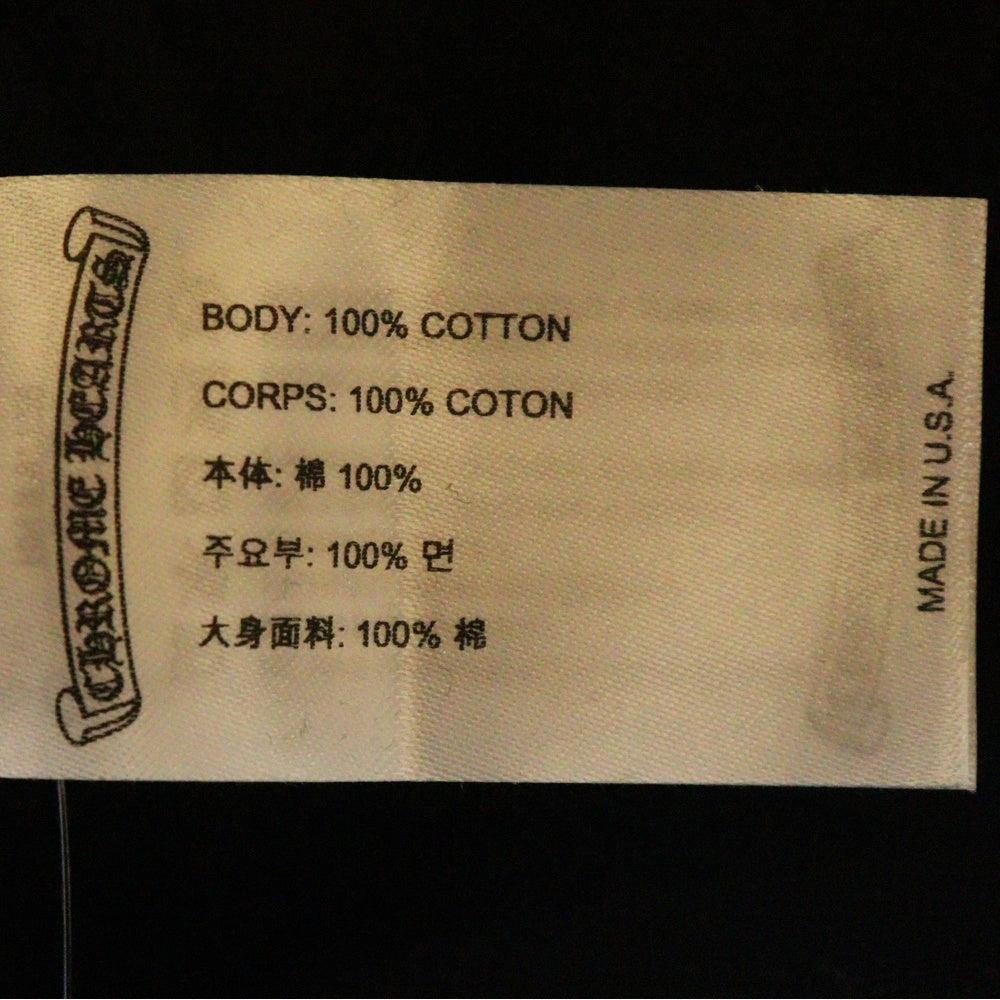 CHROME HEARTS
BODY: 100% COTTON
CORPS: 100% COTON
本体: 棉 100%
주요부: 100% 면
大身面料: 100% 棉
MADE IN U.S.A.